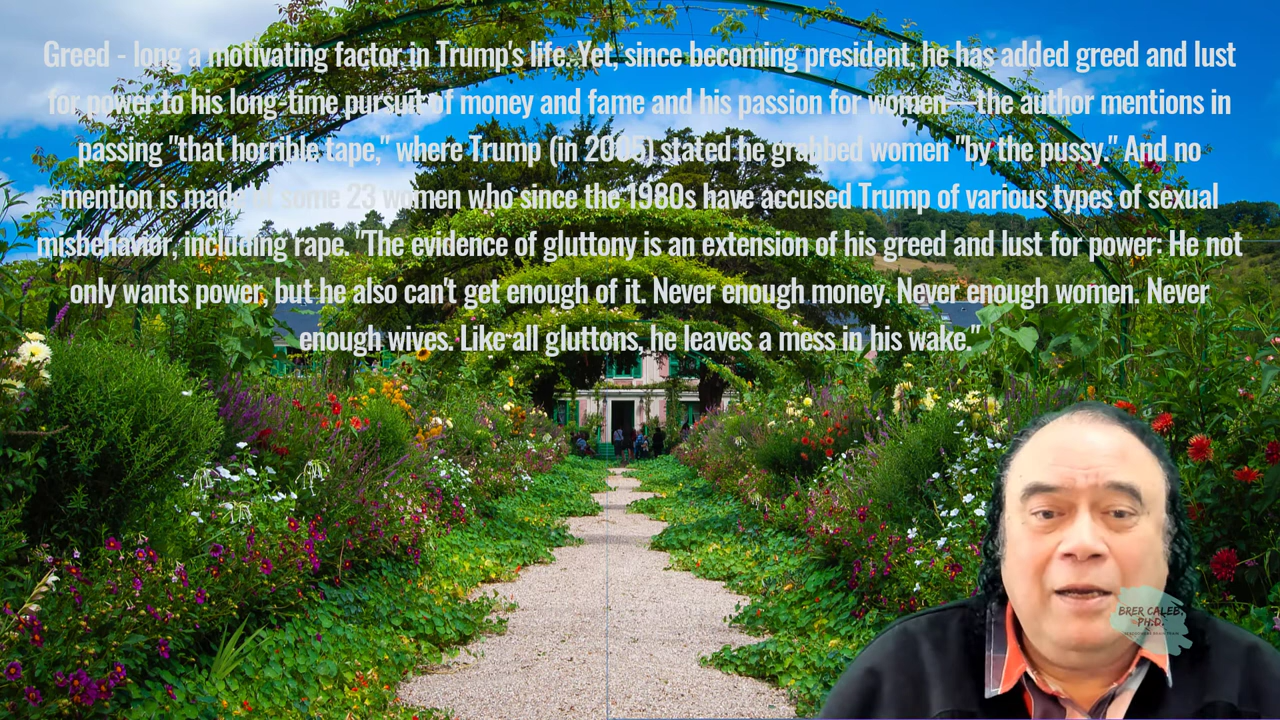 Greed - long a motivating factor in Trump's life. Yet, since becoming president, he has added greed and lust
for power to his long-time pursuit of money and fame and his passion for women—the author mentions in
passing "that horrible tape," where Trump (in 2005) stated he grabbed women "by the pussy." And no
mention is made of some 23 women who since the 1980s have accused Trump of various types of sexual
misbehavior, including rape. 'The evidence of gluttony is an extension of his greed and lust for power: He not
only wants power, but he also can't get enough of it. Never enough money. Never enough women. Never
enough wives. Like all gluttons, he leaves a mess in his wake."
BRER CALEB,
PH.D.